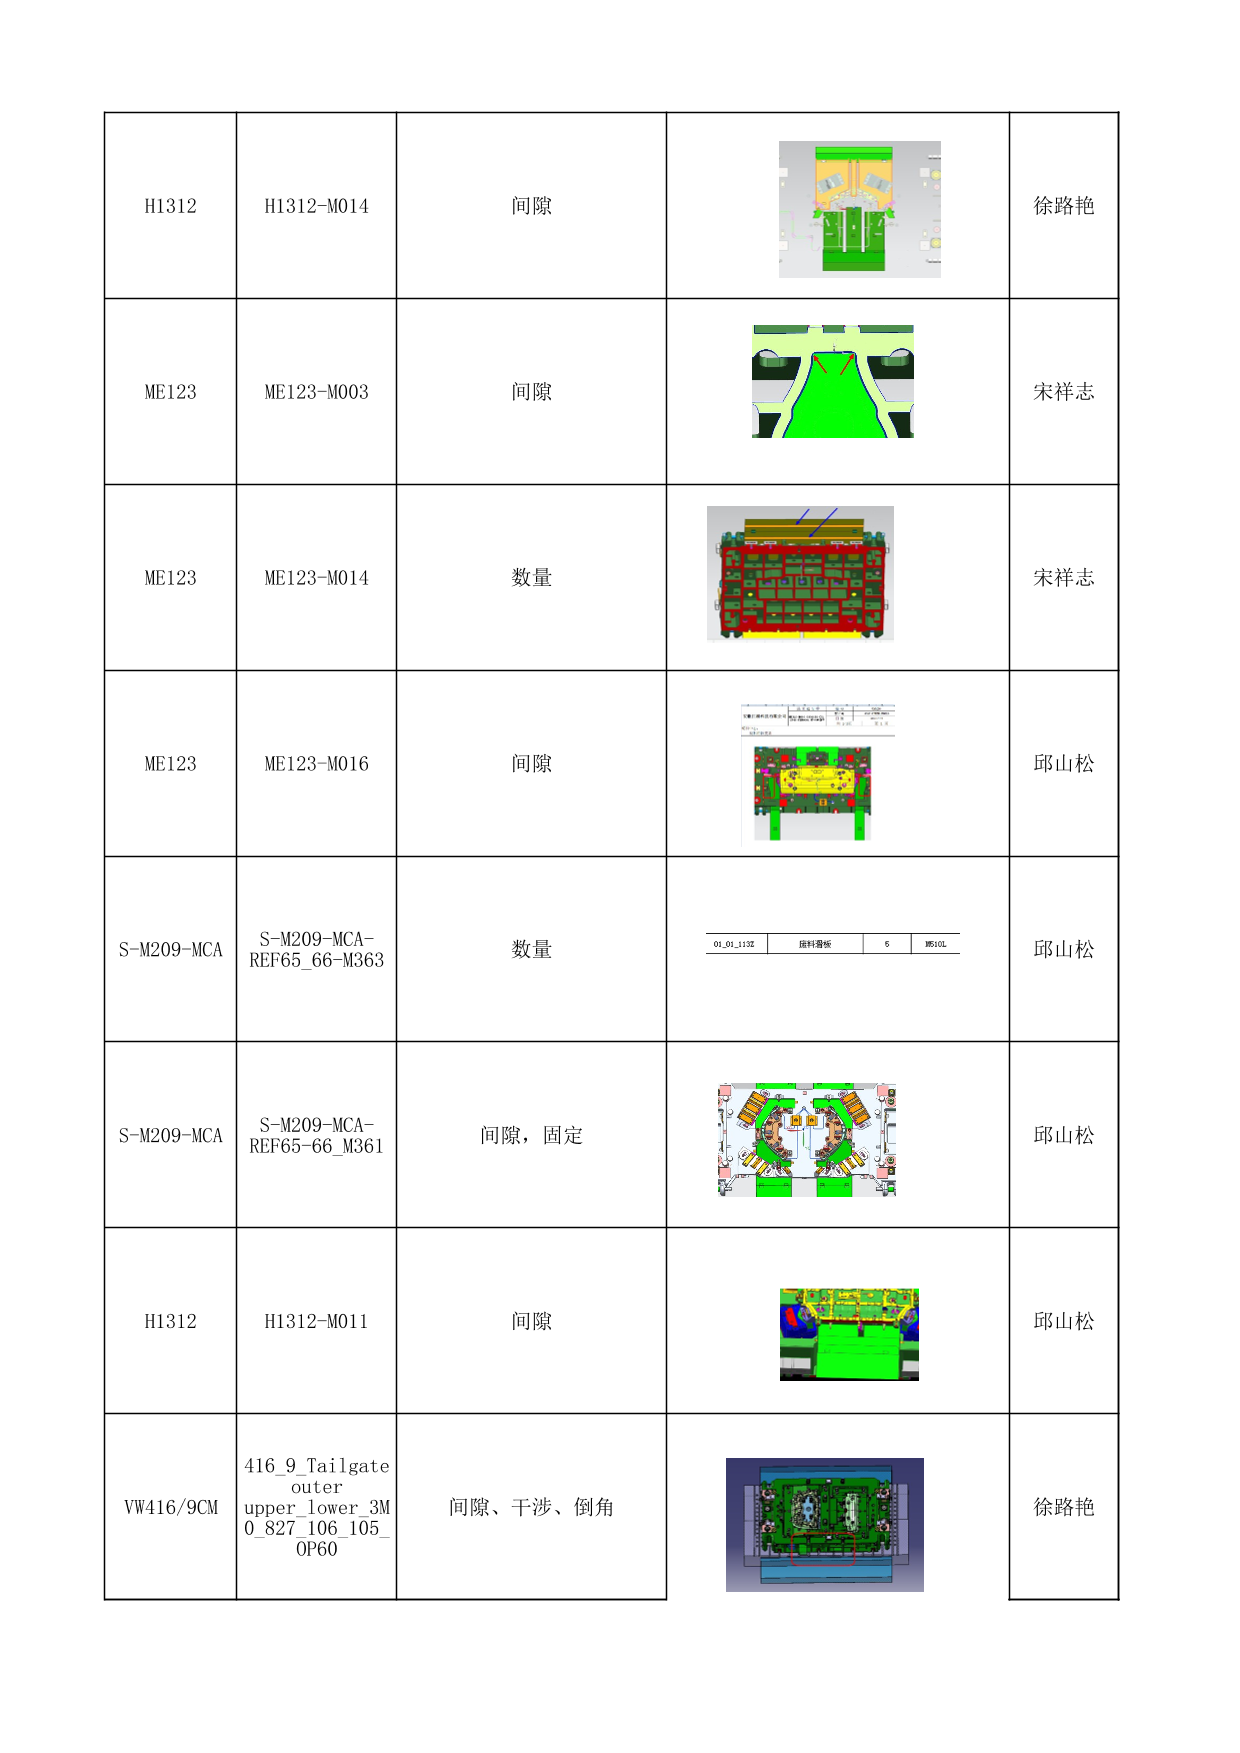 H1312
H1312-M014
间隙
徐路艳
ME123
ME123-M003
间隙
宋祥志
ME123
ME123-M014
数量
宋祥志
ME123
ME123-M016
间隙
邱山松
S-M209-MCA
S-M209-MCA-
REF65_66-M363
数量
01_01_113Z
废料滑板
5
W510L
邱山松
S-M209-MCA
S-M209-MCA-
REF65-66_M361
间隙，固定
邱山松
H1312
H1312-M011
间隙
邱山松
VW416/9CM
416_9_Tailgate
outer
upper_lower_3M
0_827_106_105_
OP60
间隙、干涉、倒角
徐路艳